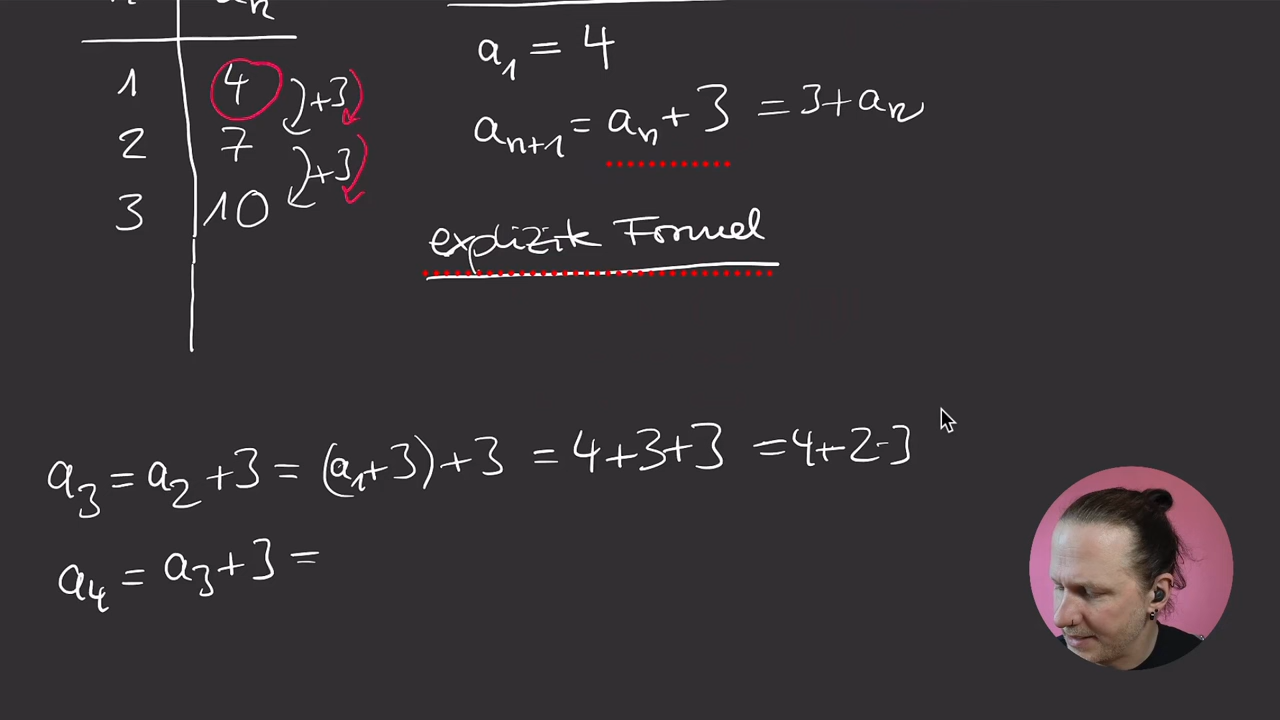 n | aₙ
1 | 4
+3
2 | 7
+3
3 | 10
a₁ = 4
aₙ₊₁ = aₙ + 3 = 3 + aₙ
explizite Formel
a₃ = a₂ + 3 = (a₁ + 3) + 3 = 4 + 3 + 3 = 4 + 2·3
a₄ = a₃ + 3 =